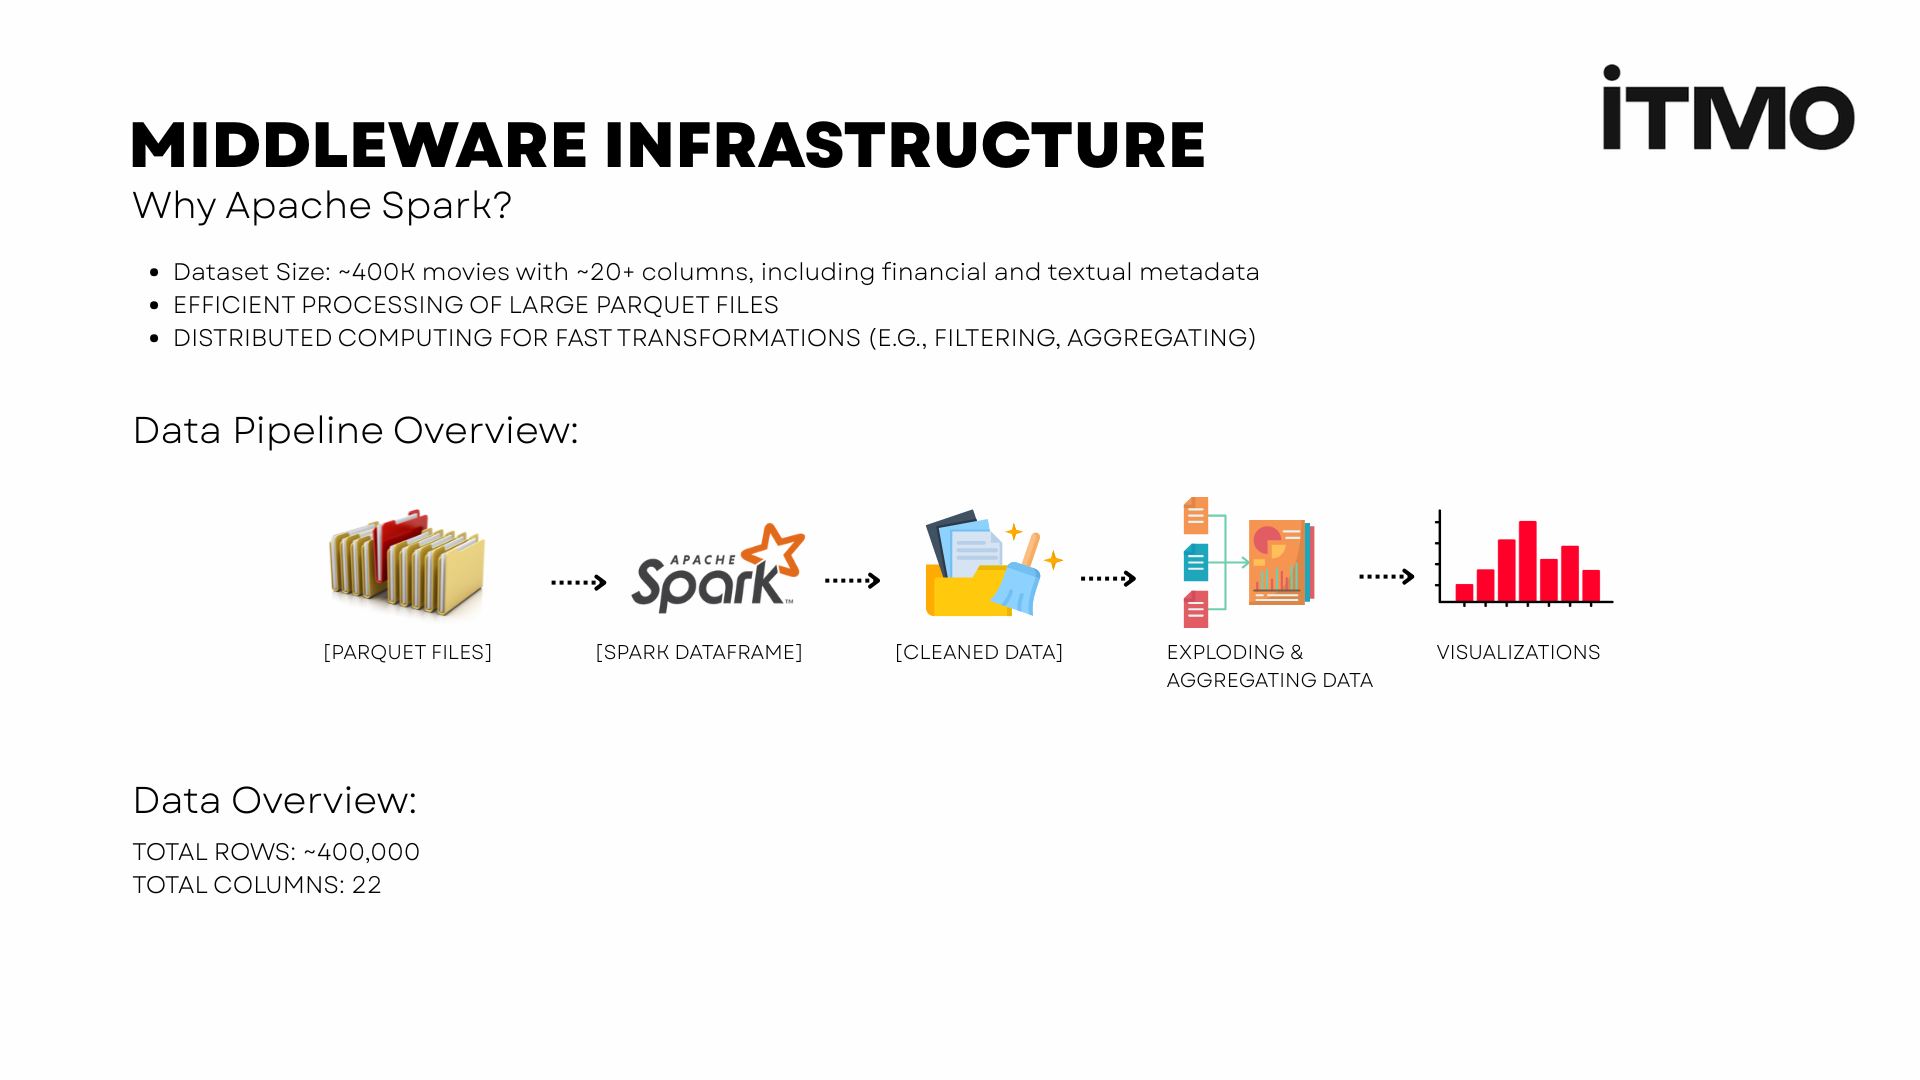 iTMO
MIDDLEWARE INFRASTRUCTURE
Why Apache Spark?
• Dataset Size: ~400K movies with ~20+ columns, including financial and textual metadata
• EFFICIENT PROCESSING OF LARGE PARQUET FILES
• DISTRIBUTED COMPUTING FOR FAST TRANSFORMATIONS (E.G., FILTERING, AGGREGATING)
Data Pipeline Overview:
APACHE
Spark™
[PARQUET FILES]
[SPARK DATAFRAME]
[CLEANED DATA]
EXPLODING &
AGGREGATING DATA
VISUALIZATIONS
Data Overview:
TOTAL ROWS: ~400,000
TOTAL COLUMNS: 22